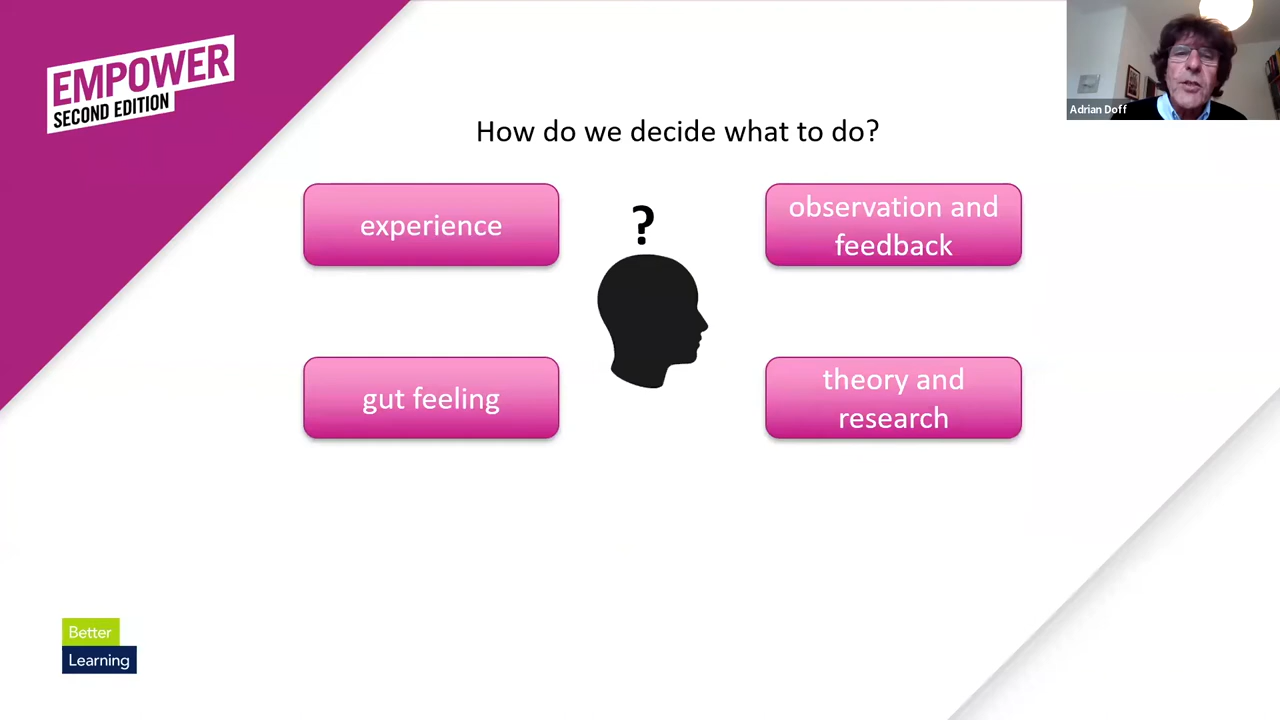 EMPOWER
SECOND EDITION
Adrian Doff
How do we decide what to do?
experience
?
observation and
feedback
gut feeling
theory and
research
Better
Learning